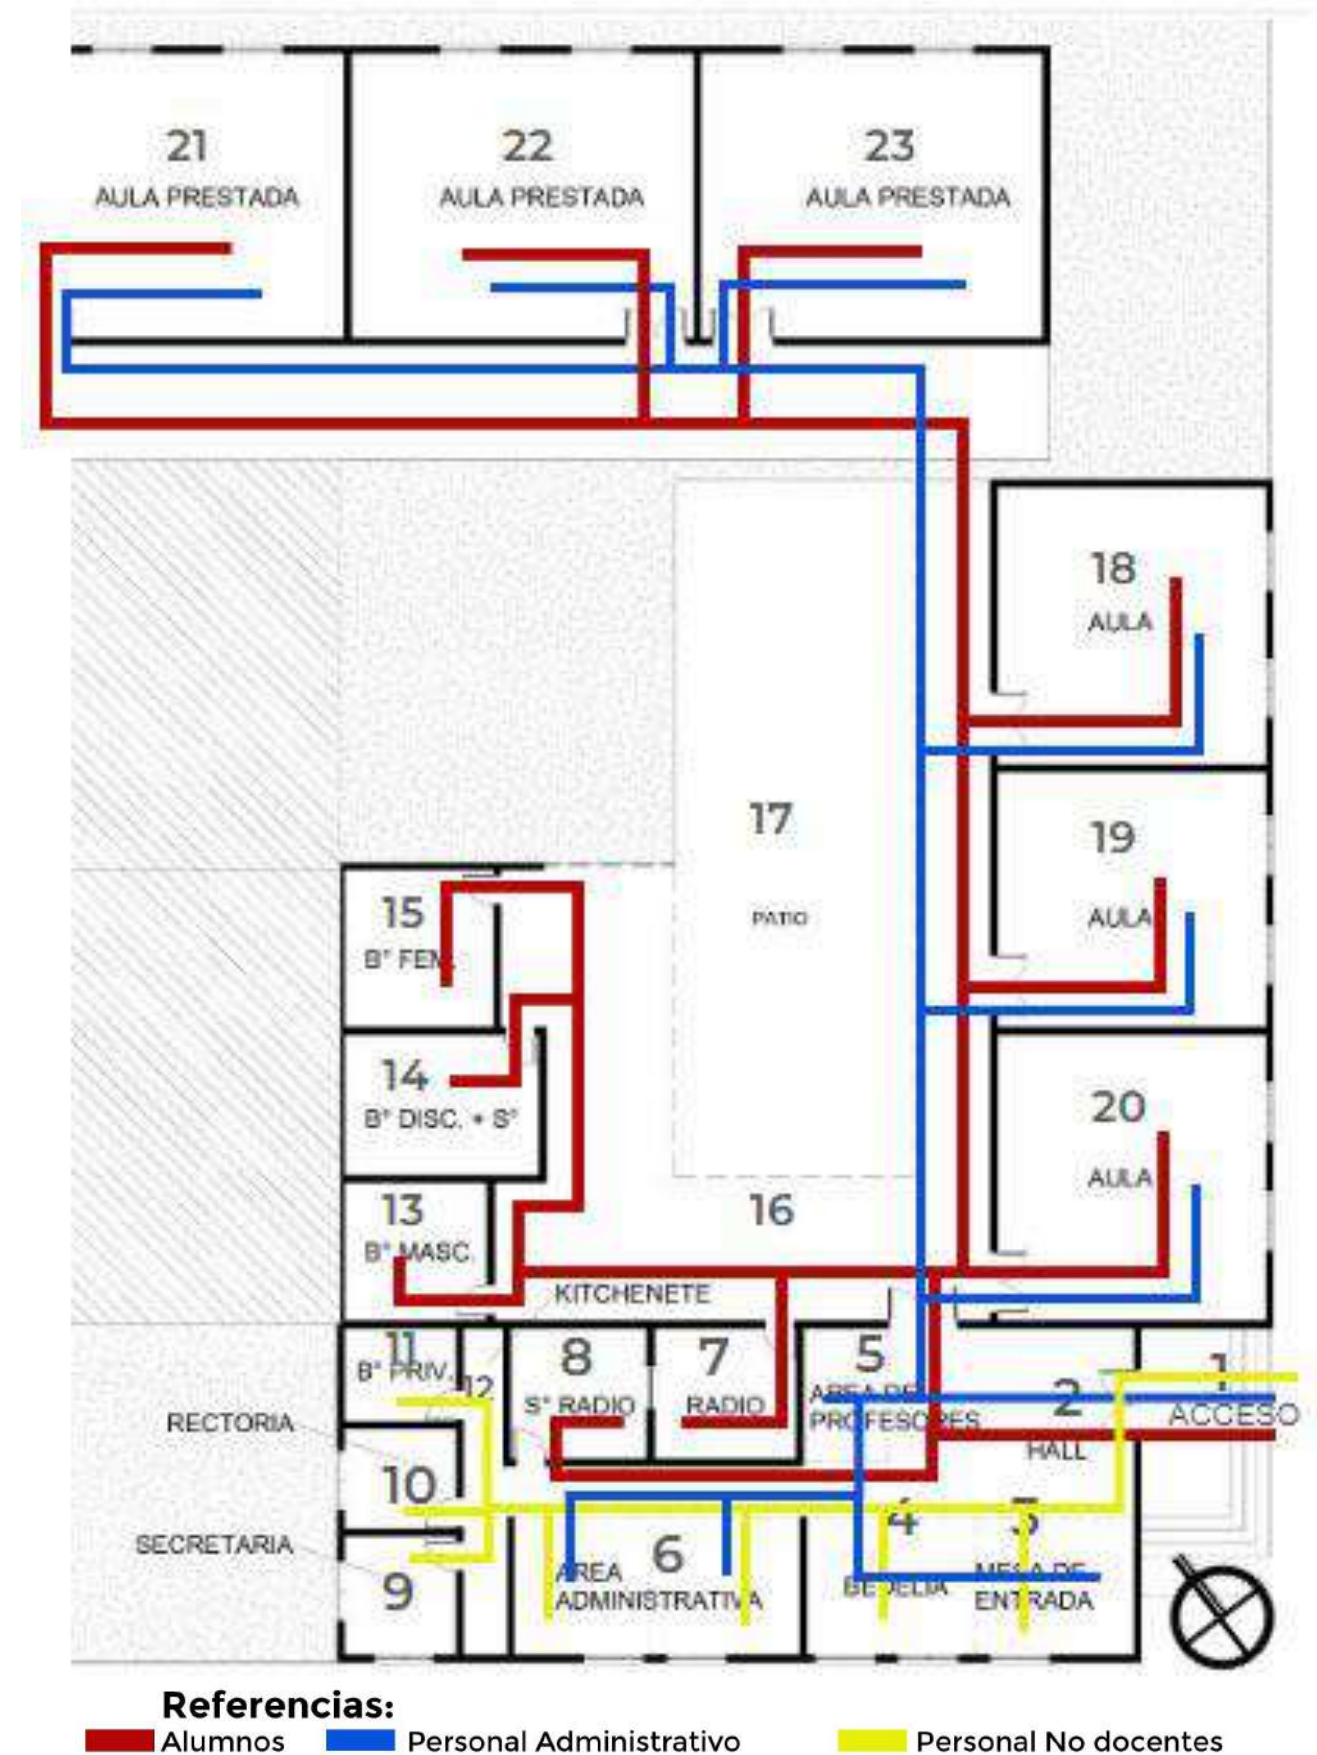 21
AULA PRESTADA
22
AULA PRESTADA
23
AULA PRESTADA
18
AULA
17
PATIO
19
AULA
15
B° FEM.
14
B° DISC. + S°
20
AULA
13
B° MASC.
16
KITCHENETE
11
B° PRIV.
12
8
S° RADIO
7
RADIO
5
AREA DE
PROFESORES
2
HALL
1
ACCESO
RECTORIA
10
SECRETARIA
9
6
AREA
ADMINISTRATIVA
4
BEDELIA
3
MESA DE
ENTRADA
Referencias:
Alumnos Personal Administrativo Personal No docentes